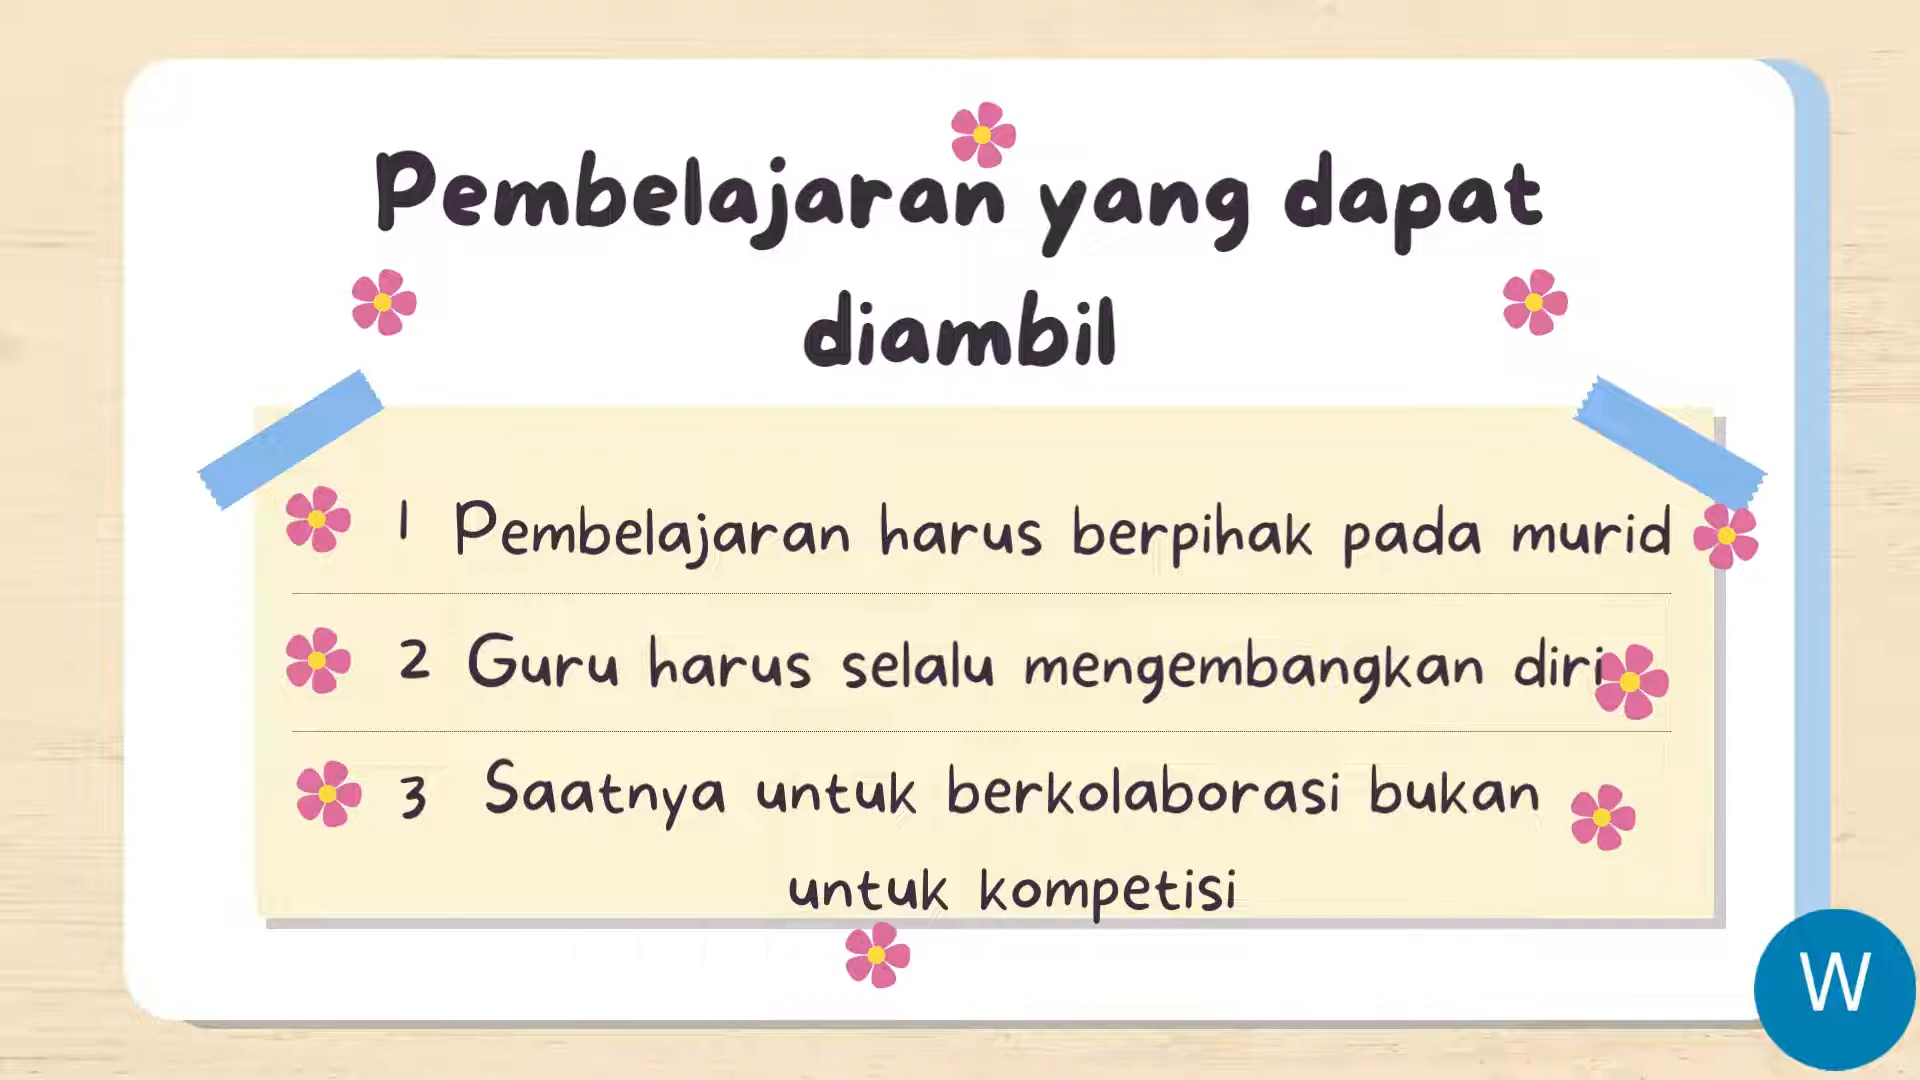 Pembelajaran yang dapat
diambil
1 Pembelajaran harus berpihak pada murid
2 Guru harus selalu mengembangkan diri
3 Saatnya untuk berkolaborasi bukan
untuk kompetisi
W